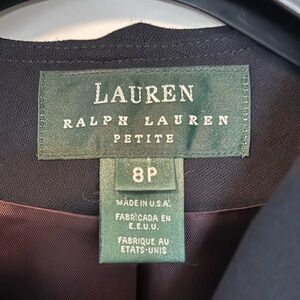 LAUREN
RALPH LAUREN
PETITE
8P
MADE IN U.S.A.
FABRICADA EN
E.E.U.U.
FABRIQUE AU
ETATS-UNIS